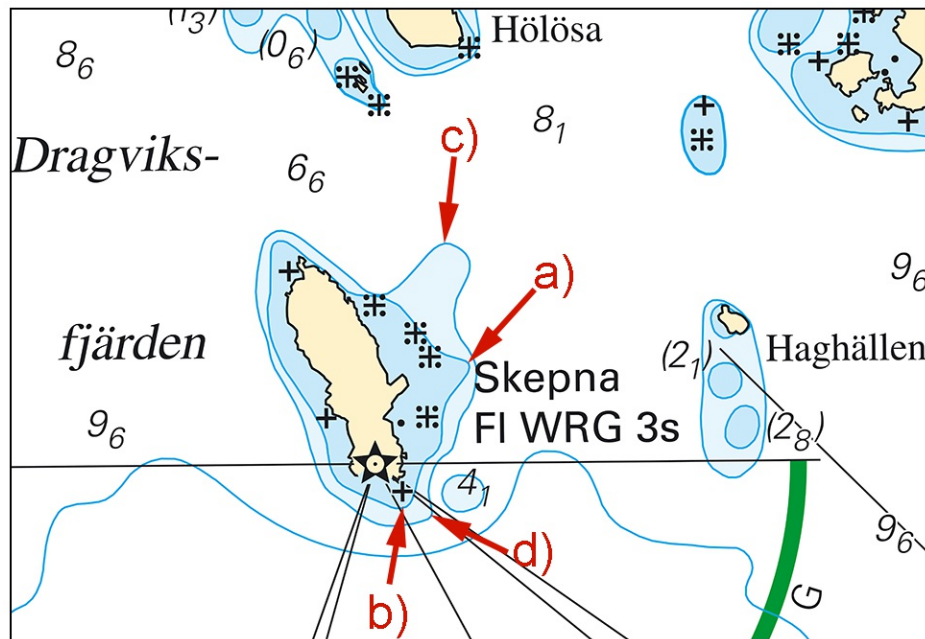 Hölösa
(0₆)
8₆
8₁
c)
Dragviks-
6₆
a)
9₆
fjärden
Haghällen
(2₁)
Skepna
Fl WRG 3s
9₆
(2₈)
4₁
9₆
d)
G
b)